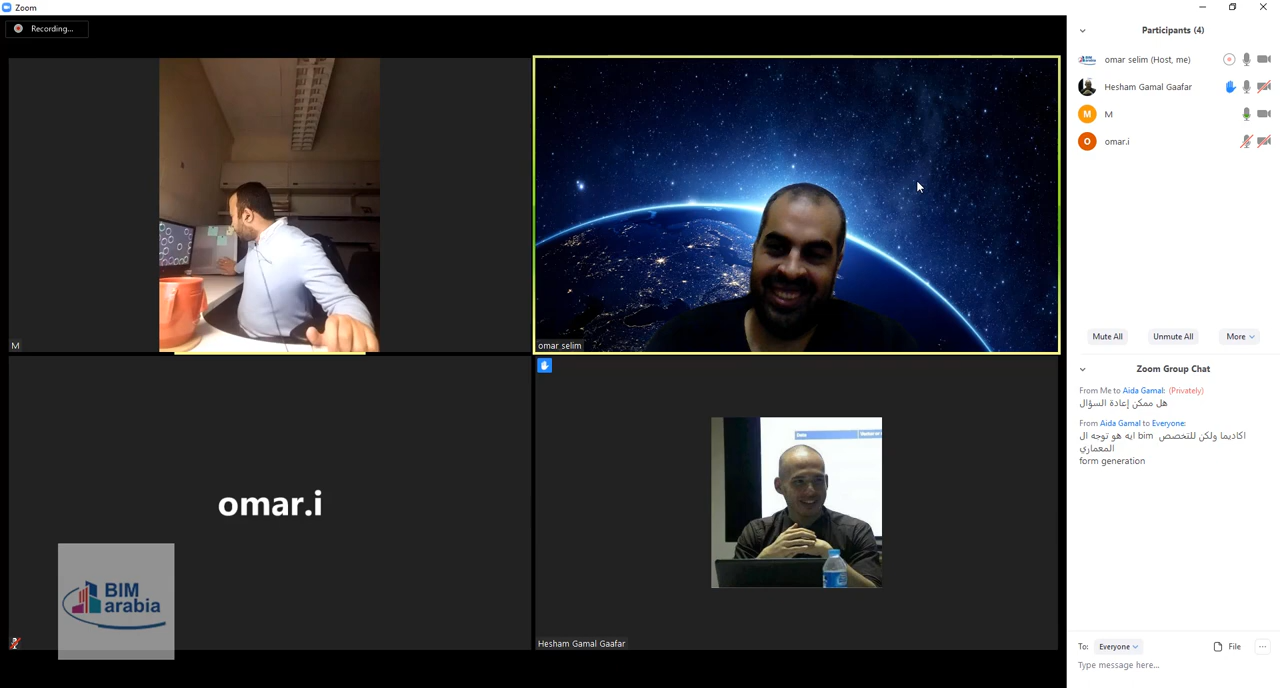 Zoom
Recording...
M
omar selim
omar.i
BIM
arabia
Hesham Gamal Gaafar
Participants (4)
omar selim (Host, me)
Hesham Gamal Gaafar
M
M
O
omar.i
Mute All
Unmute All
More
Zoom Group Chat
From Me to Aida Gamal: (Privately)
هل ممكن إعادة السؤال
From Aida Gamal to Everyone:
ايه هو توجه ال bim اكاديما ولكن للتخصص
المعماري
form generation
To: Everyone
File
Type message here...